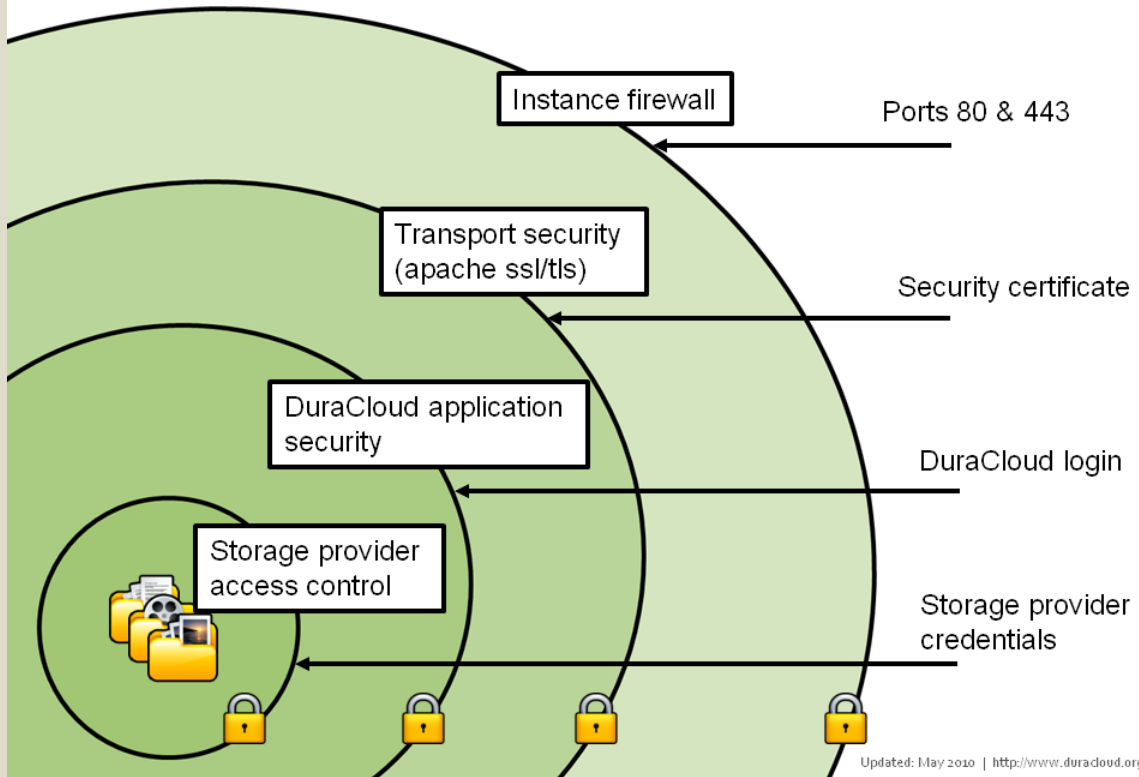 Instance firewall
Ports 80 & 443
Transport security
(apache ssl/tls)
Security certificate
DuraCloud application
security
DuraCloud login
Storage provider
access control
Storage provider
credentials
Updated: May 2010 | http://www.duracloud.org